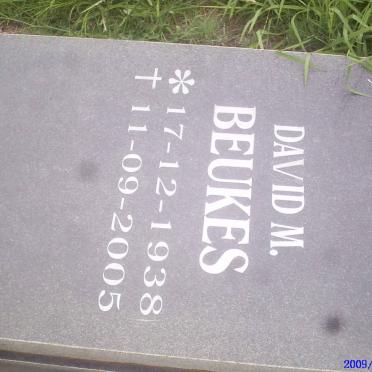 DAVID M.
BEUKES
* 17-12-1938
† 11-09-2005
2009/